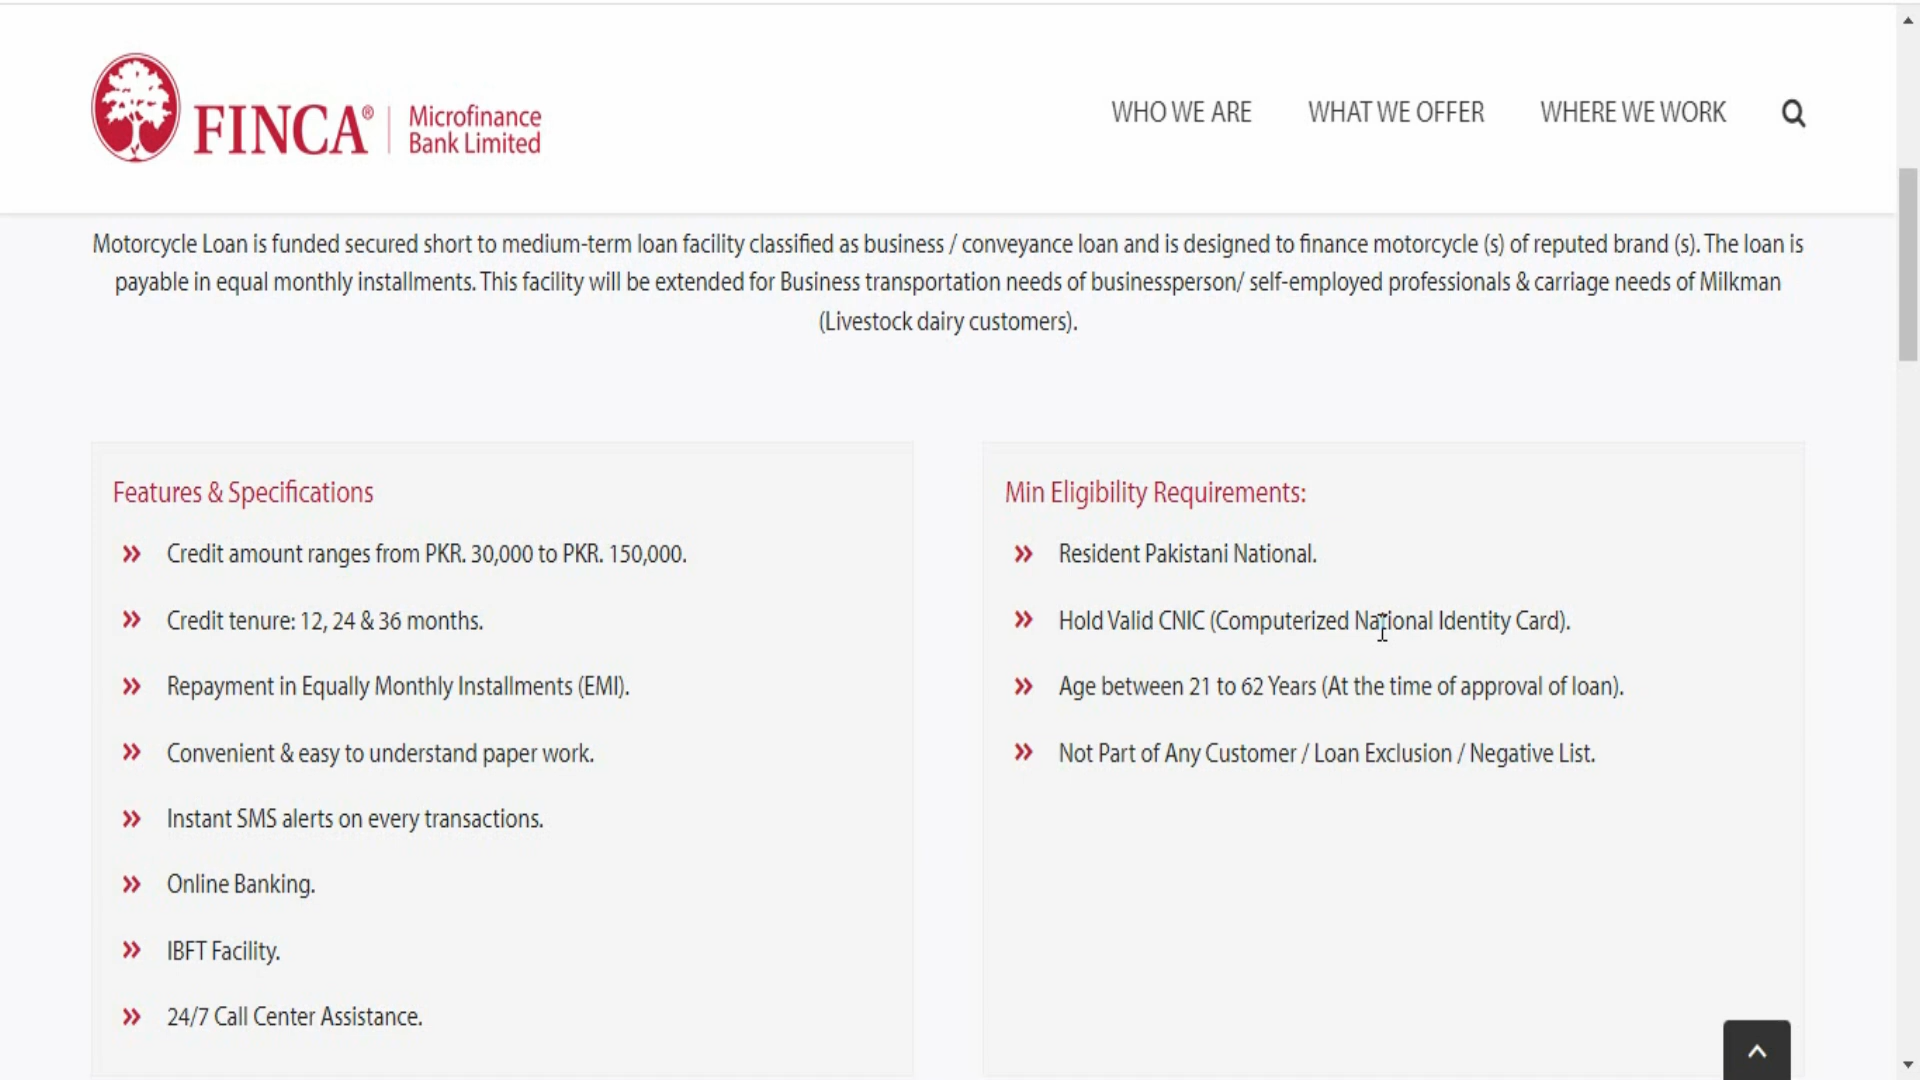 FINCA® | Microfinance
Bank Limited
WHO WE ARE
WHAT WE OFFER
WHERE WE WORK
Motorcycle Loan is funded secured short to medium-term loan facility classified as business / conveyance loan and is designed to finance motorcycle (s) of reputed brand (s). The loan is
payable in equal monthly installments. This facility will be extended for Business transportation needs of businessperson/ self-employed professionals & carriage needs of Milkman
(Livestock dairy customers).
Features & Specifications
Credit amount ranges from PKR. 30,000 to PKR. 150,000.
Credit tenure: 12, 24 & 36 months.
Repayment in Equally Monthly Installments (EMI).
Convenient & easy to understand paper work.
Instant SMS alerts on every transactions.
Online Banking.
IBFT Facility.
24/7 Call Center Assistance.
Min Eligibility Requirements:
Resident Pakistani National.
Hold Valid CNIC (Computerized National Identity Card).
Age between 21 to 62 Years (At the time of approval of loan).
Not Part of Any Customer / Loan Exclusion / Negative List.